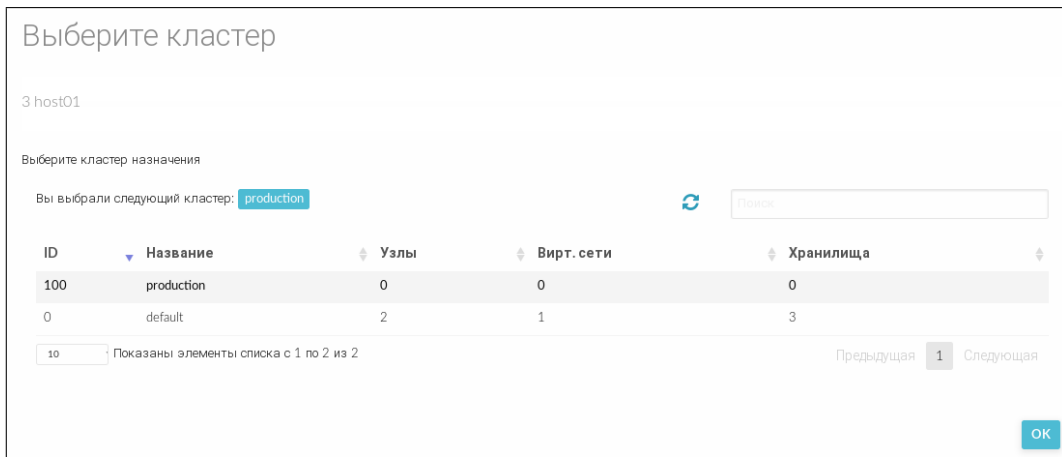 Выберите кластер
3 host01
Выберите кластер назначения
Вы выбрали следующий кластер: production Поиск
ID Название Узлы Вирт. сети Хранилища
100 production 0 0 0
0 default 2 1 3
10 Показаны элементы списка с 1 по 2 из 2 Предыдущая 1 Следующая
OK